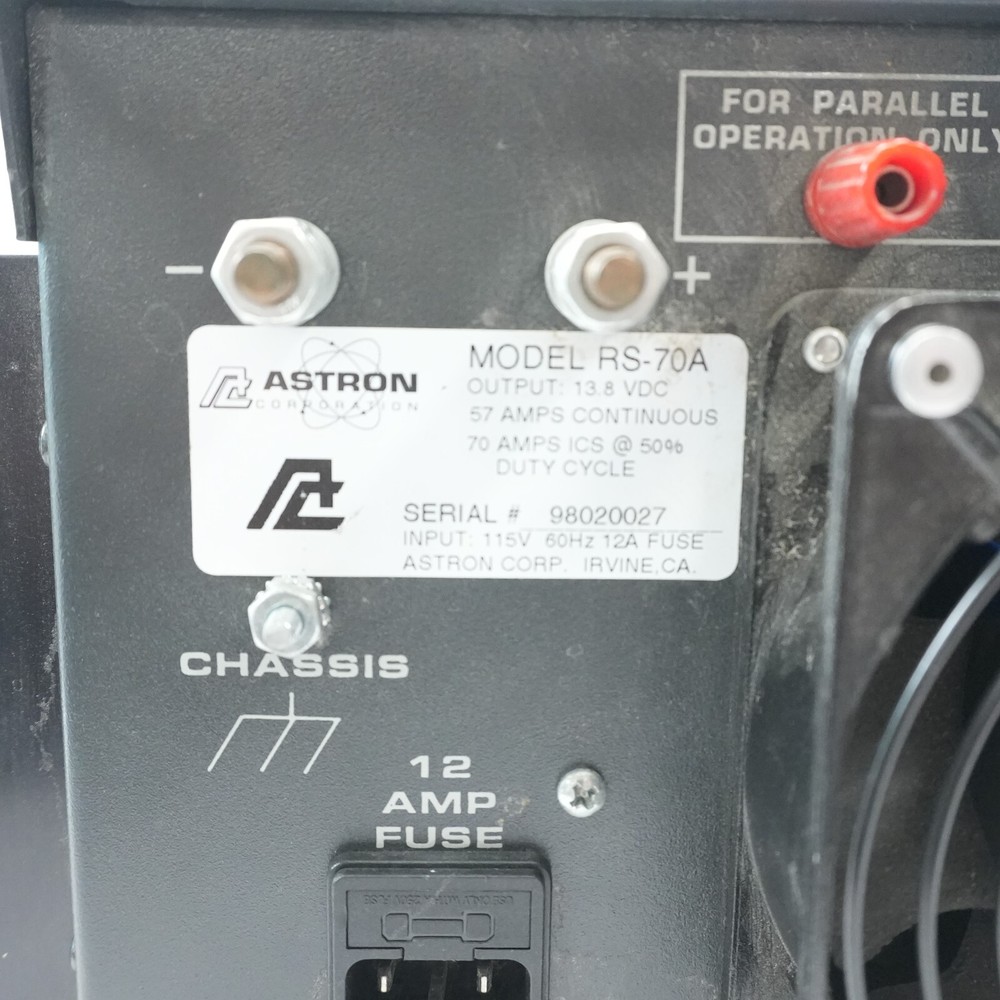 FOR PARALLEL
OPERATION ONLY
−
+
ASTRON
CORPORATION
MODEL RS-70A
OUTPUT: 13.8 VDC
57 AMPS CONTINUOUS
70 AMPS ICS @ 50%
DUTY CYCLE
SERIAL # 98020027
INPUT: 115V 60Hz 12A FUSE
ASTRON CORP. IRVINE, CA.
CHASSIS
12
AMP
FUSE